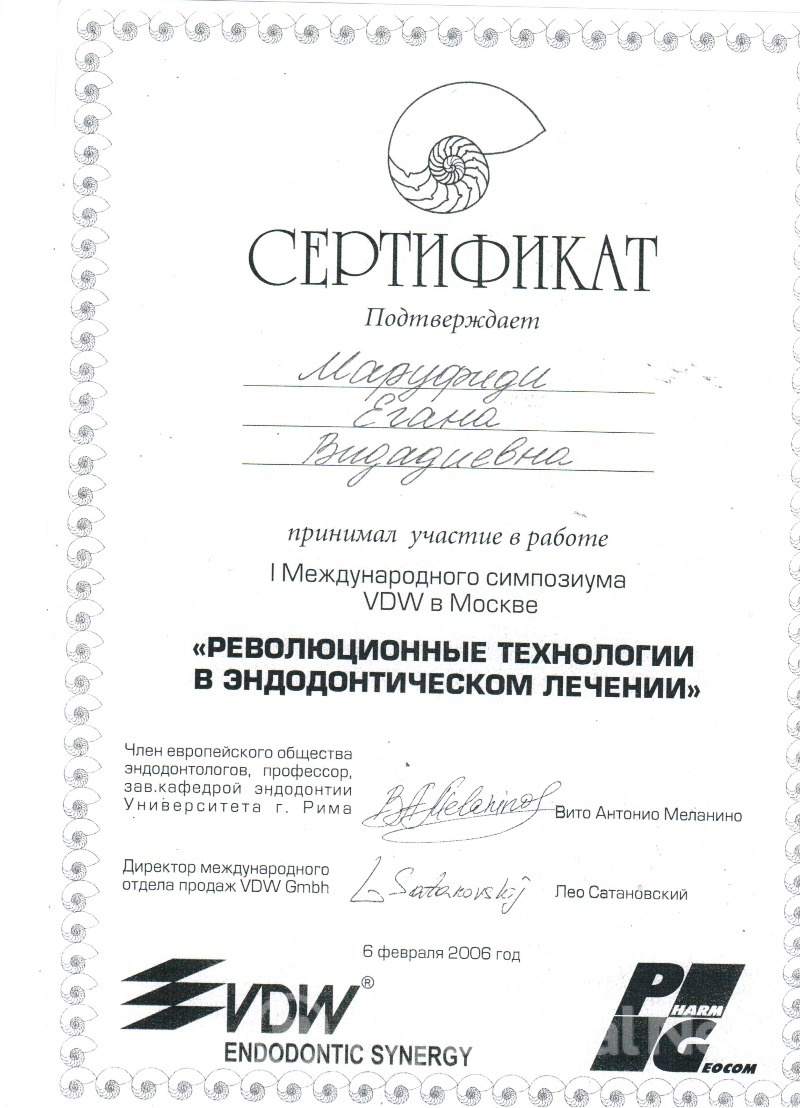 СЕРТИФИКАТ
Подтверждает
Маруфиди
Егана
Видадиевна
принимал участие в работе
I Международного симпозиума
VDW в Москве
«РЕВОЛЮЦИОННЫЕ ТЕХНОЛОГИИ
В ЭНДОДОНТИЧЕСКОМ ЛЕЧЕНИИ»
Член европейского общества
эндодонтологов, профессор,
зав.кафедрой эндодонтии
Университета г. Рима
Вито Антонио Меланино
Директор международного
отдела продаж VDW Gmbh
L Satanovskij
Лео Сатановский
6 февраля 2006 год
VDW®
ENDODONTIC SYNERGY
PHARM
GEOCOM